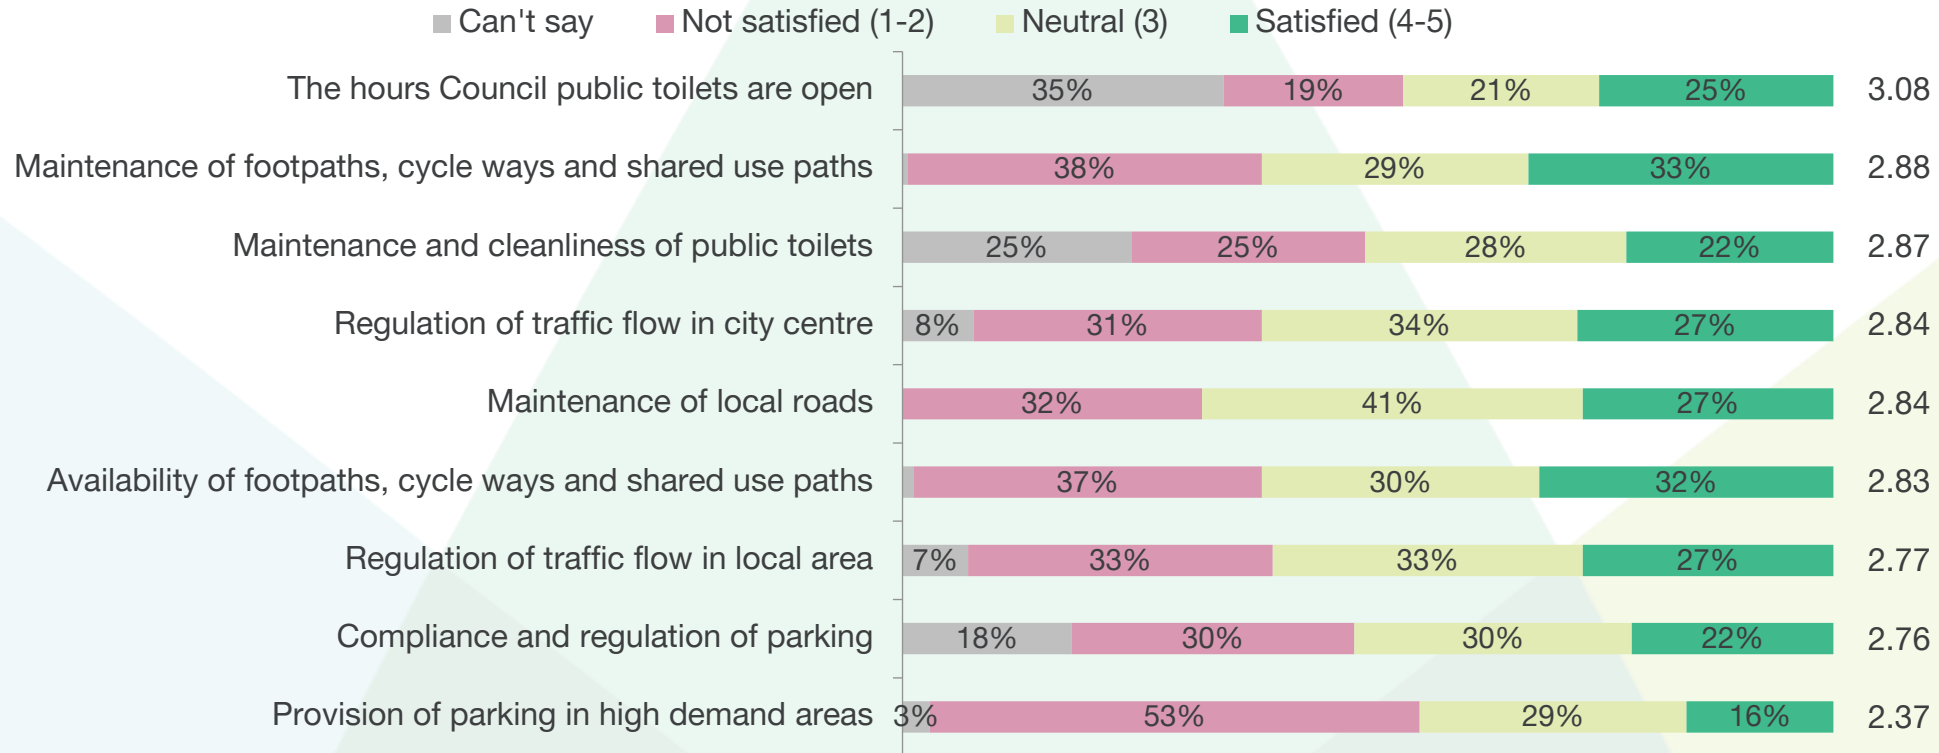 Can't say Not satisfied (1-2) Neutral (3) Satisfied (4-5)
The hours Council public toilets are open 35% 19% 21% 25% 3.08
Maintenance of footpaths, cycle ways and shared use paths 38% 29% 33% 2.88
Maintenance and cleanliness of public toilets 25% 25% 28% 22% 2.87
Regulation of traffic flow in city centre 8% 31% 34% 27% 2.84
Maintenance of local roads 32% 41% 27% 2.84
Availability of footpaths, cycle ways and shared use paths 37% 30% 32% 2.83
Regulation of traffic flow in local area 7% 33% 33% 27% 2.77
Compliance and regulation of parking 18% 30% 30% 22% 2.76
Provision of parking in high demand areas 3% 53% 29% 16% 2.37